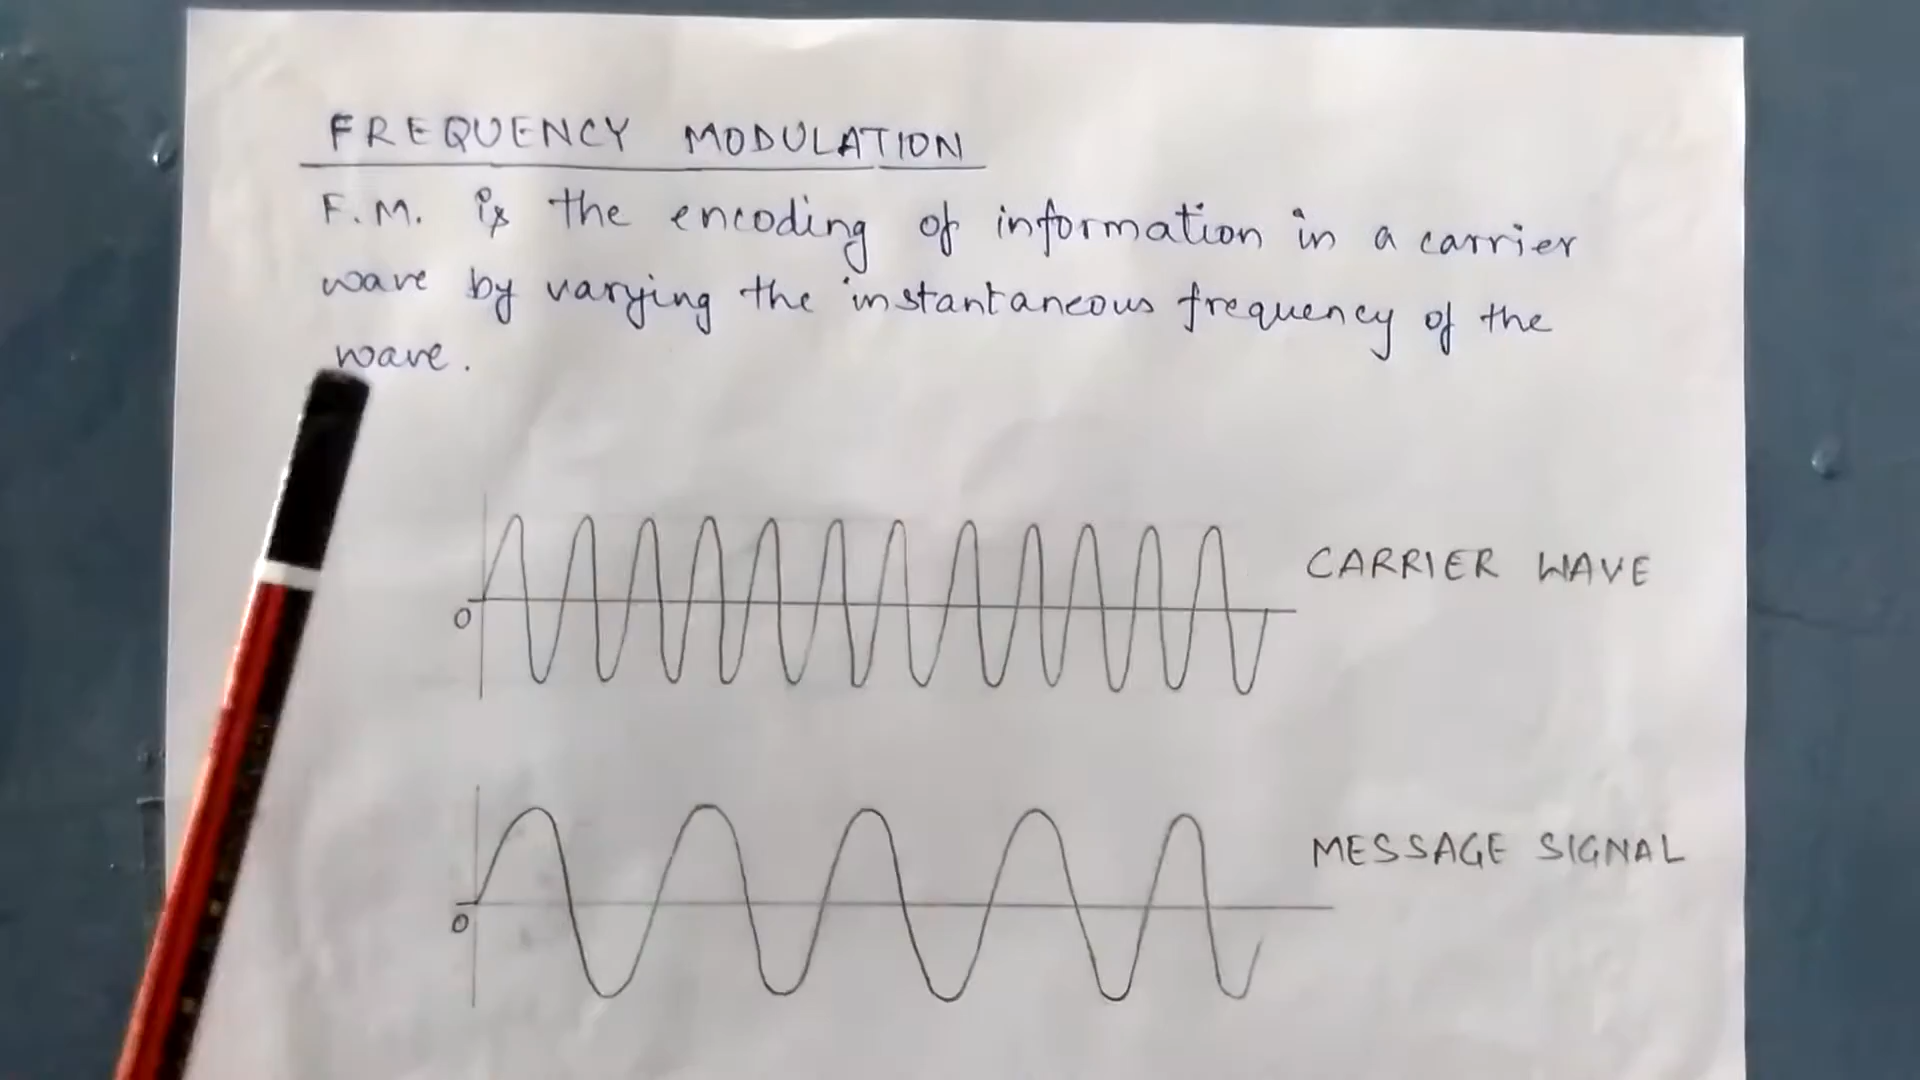 FREQUENCY MODULATION
F.M. is the encoding of information in a carrier
wave by varying the instantaneous frequency of the
wave.
CARRIER WAVE
0
MESSAGE SIGNAL
0